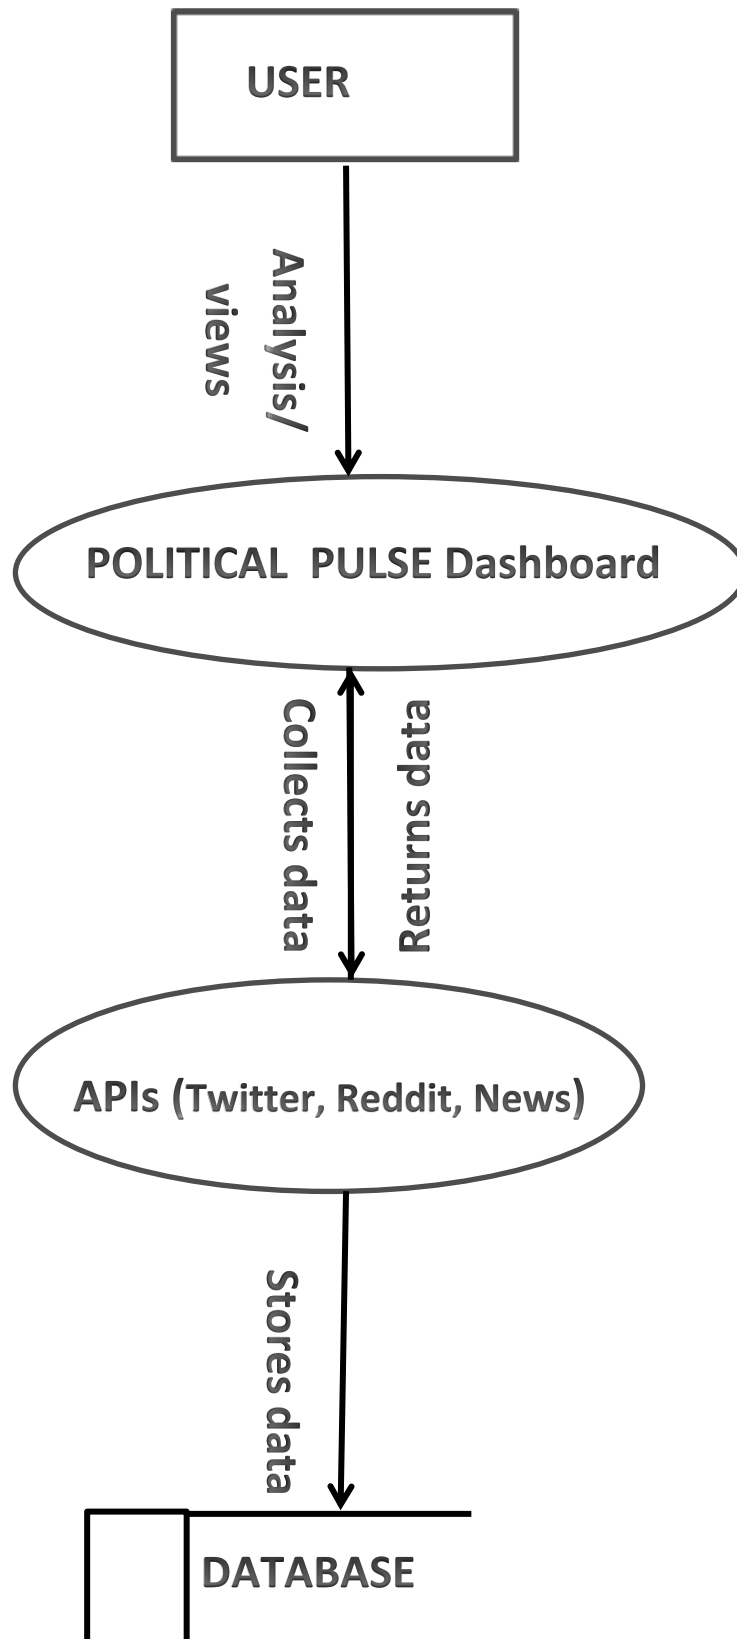 USER
Analysis/
views
POLITICAL  PULSE Dashboard
Collects data
Returns data
APIs (Twitter, Reddit, News)
Stores data
DATABASE